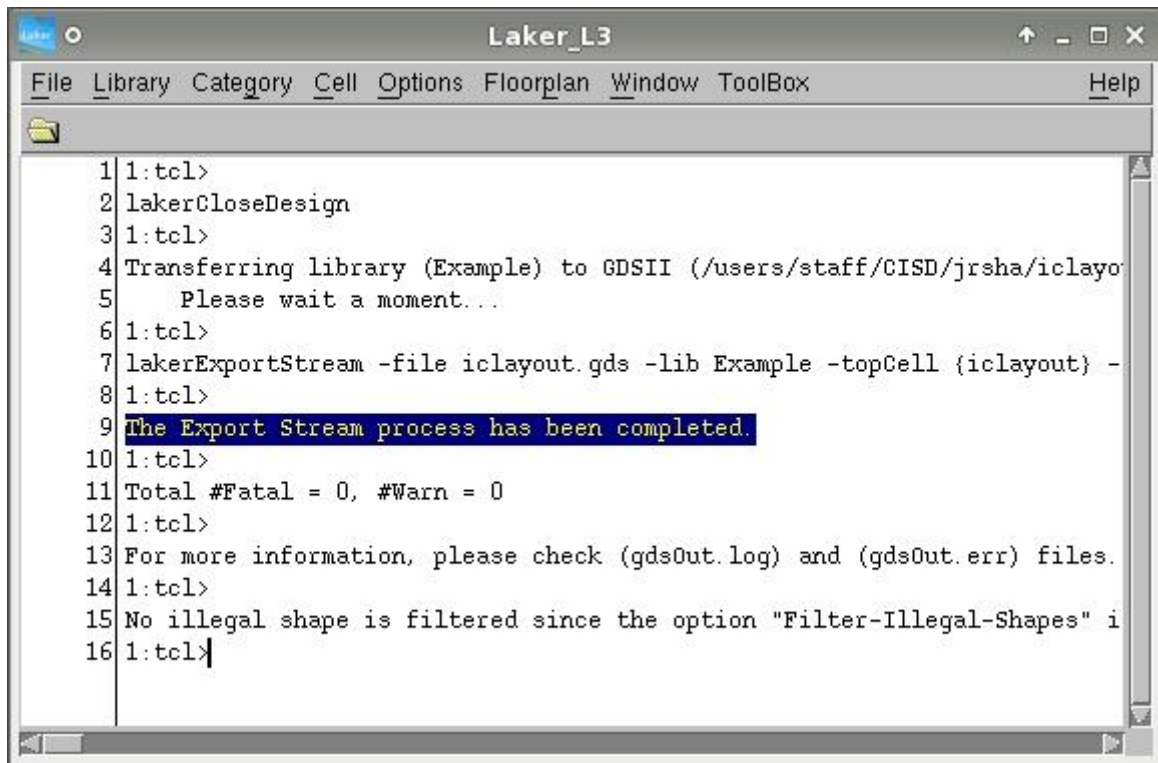 Laker_L3
File Library Category Cell Options Floorplan Window ToolBox Help
1 1:tcl>
2 lakerCloseDesign
3 1:tcl>
4 Transferring library (Example) to GDSII (/users/staff/CISD/jrsha/iclayo
5 Please wait a moment...
6 1:tcl>
7 lakerExportStream -file iclayout.gds -lib Example -topCell {iclayout} -
8 1:tcl>
9 The Export Stream process has been completed.
10 1:tcl>
11 Total #Fatal = 0, #Warn = 0
12 1:tcl>
13 For more information, please check (gdsOut.log) and (gdsOut.err) files.
14 1:tcl>
15 No illegal shape is filtered since the option "Filter-Illegal-Shapes" i
16 1:tcl>